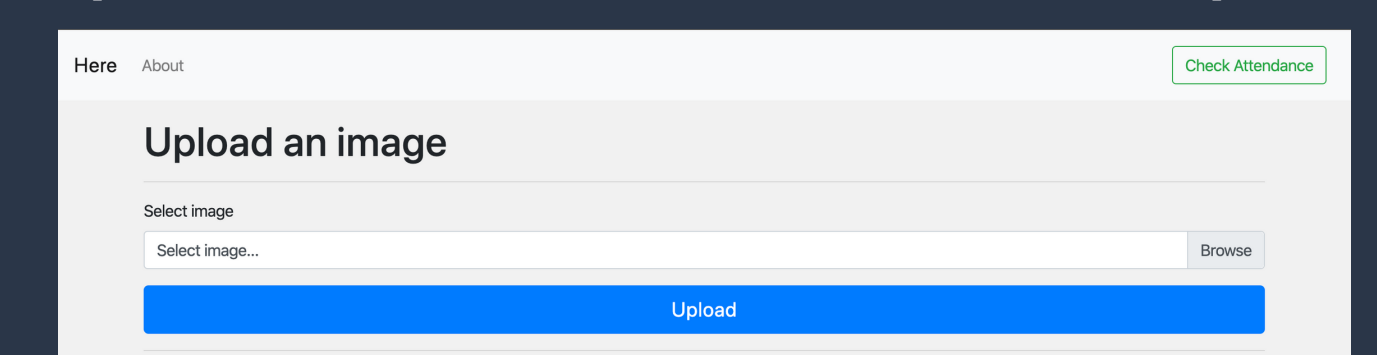 Here About Check Attendance
Upload an image
Select image
Select image... Browse
Upload